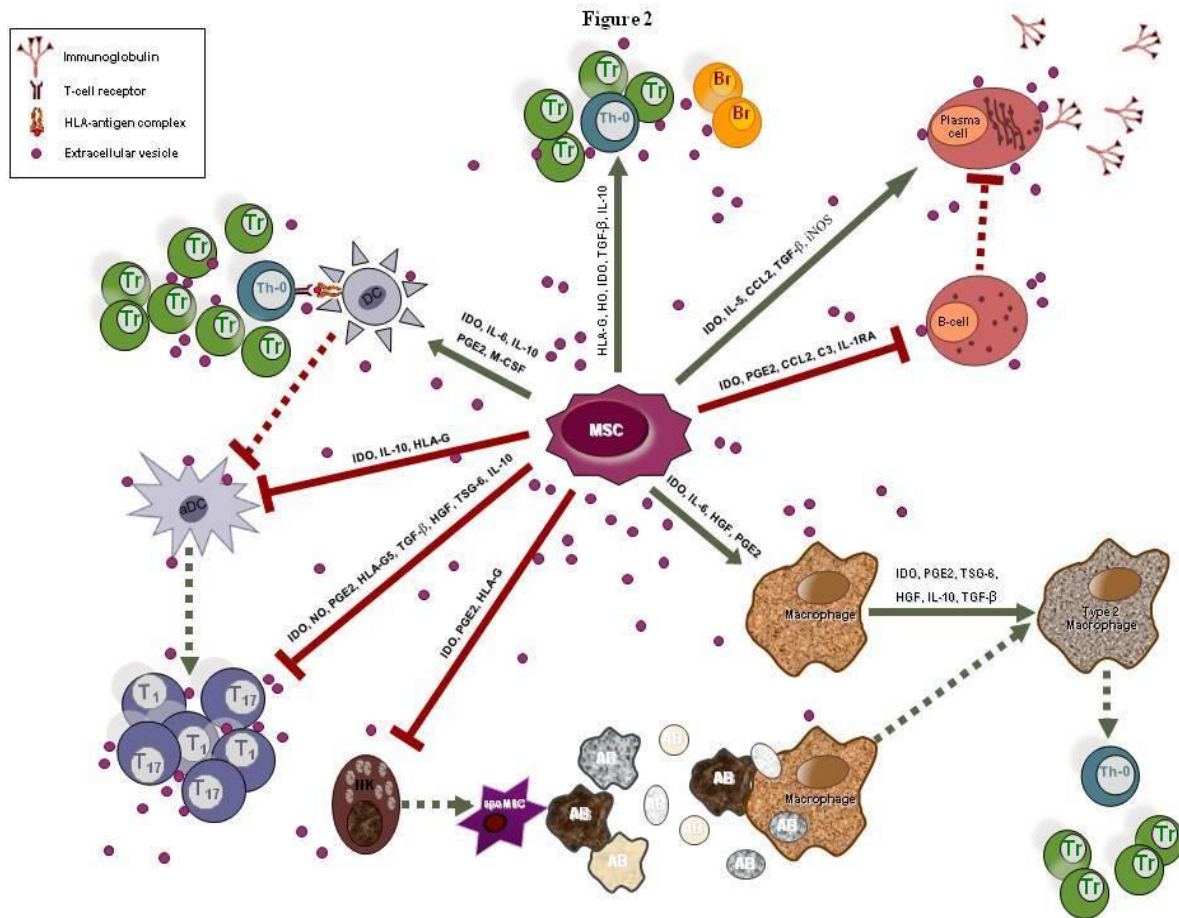 Figure 2
Immunoglobulin
T-cell receptor
HLA-antigen complex
Extracellular vesicle
Tr
Tr
Tr
Tr
Th-0
Br
Br
Plasma
cell
HLA-G, HO, IDO, TGF-β, IL-10
IDO, IL-5, CCL2, TGF-β, iNOS
Tr
Tr
Tr
Tr
Tr
Tr
Tr
Th-0
DC
B-cell
IDO, IL-6, IL-10
PGE2, M-CSF
IDO, PGE2, CCL2, C3, IL-1RA
MSC
IDO, IL-10, HLA-G
aDC
IDO, NO, PGE2, HLA-G5, TGF-β, HGF, TSG-6, IL-10
IDO, PGE2, HLA-G
IDO, IL-6, HGF, PGE2
Macrophage
IDO, PGE2, TSG-6,
HGF, IL-10, TGF-β
Type 2
Macrophage
T1
T17
T17
T1
T1
T17
apoMSC
AB
AB
AB
AB
AB
AB
AB
AB
AB
Macrophage
Th-0
Tr
Tr
Tr
Tr